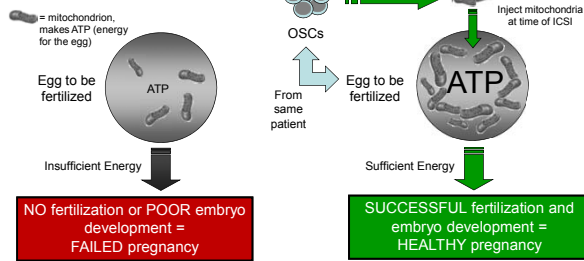 = mitochondrion,
makes ATP (energy
for the egg)
Egg to be
fertilized
ATP
Insufficient Energy
NO fertilization or POOR embryo
development =
FAILED pregnancy
OSCs
Inject mitochondria
at time of ICSI
From
same
patient
Egg to be
fertilized
ATP
Sufficient Energy
SUCCESSFUL fertilization and
embryo development =
HEALTHY pregnancy